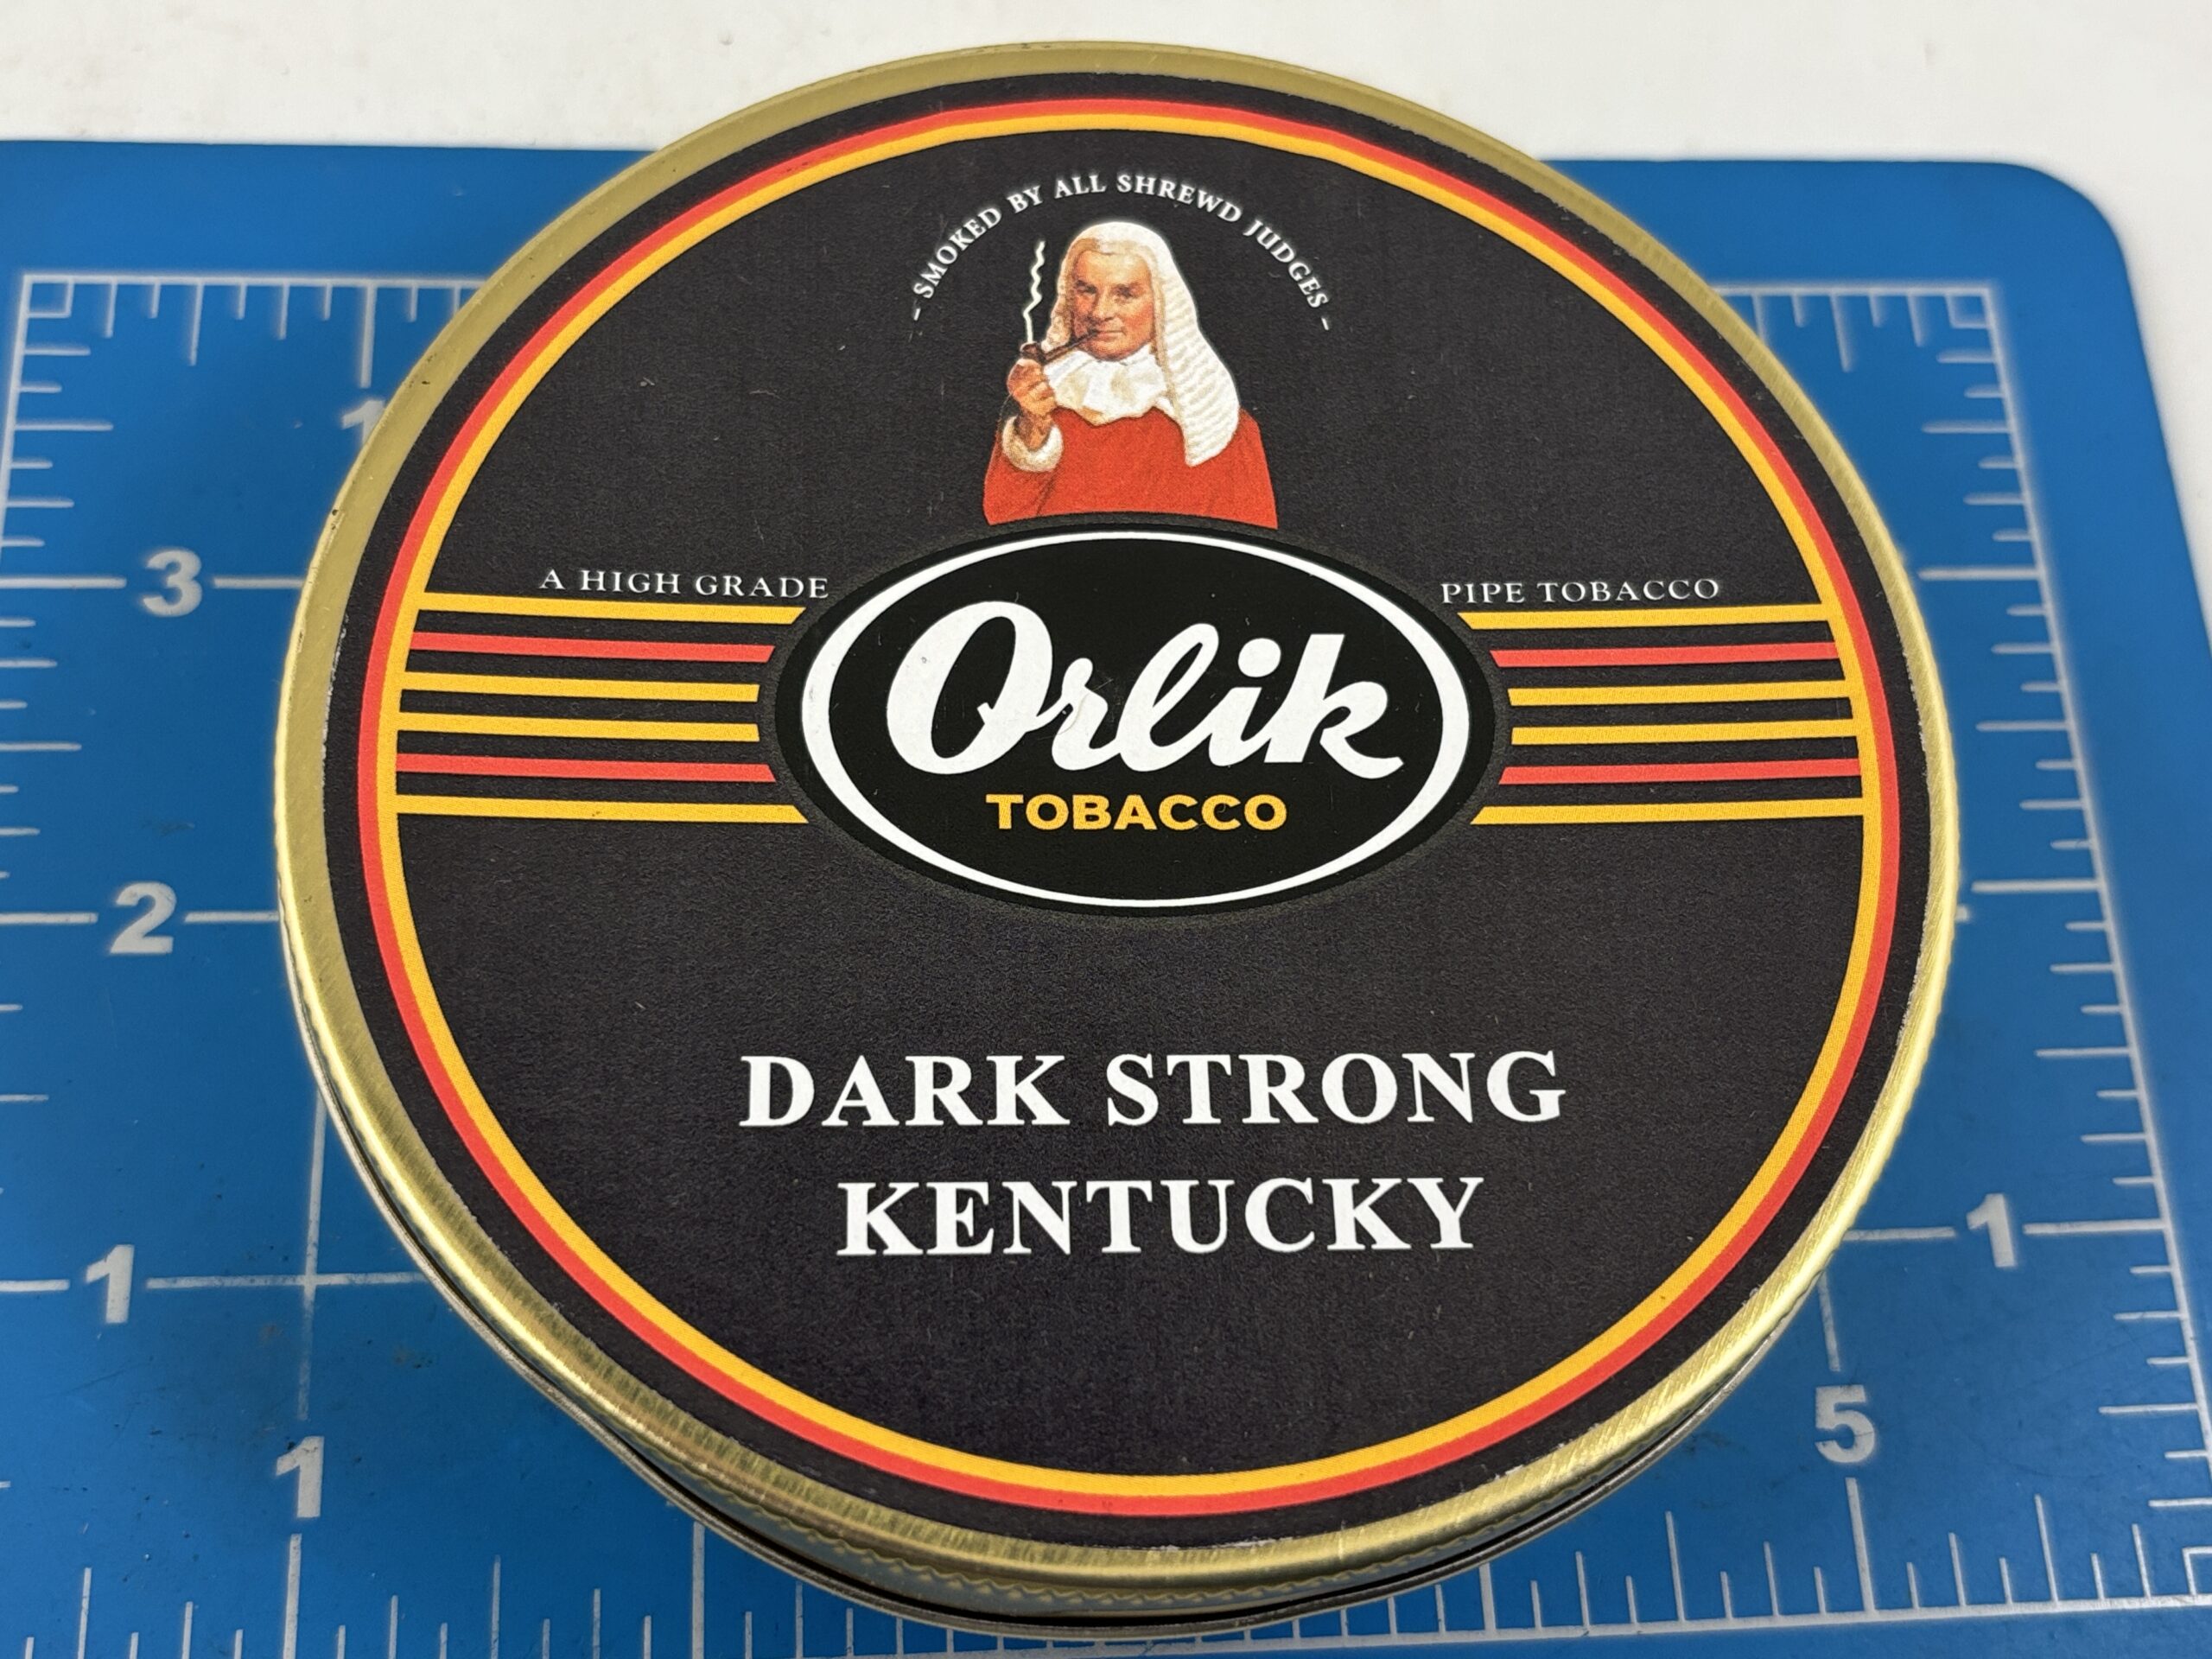 - SMOKED BY ALL SHREWD JUDGES -
A HIGH GRADE
PIPE TOBACCO
Orlik
TOBACCO
DARK STRONG
KENTUCKY
1
3
2
1
1
1
5